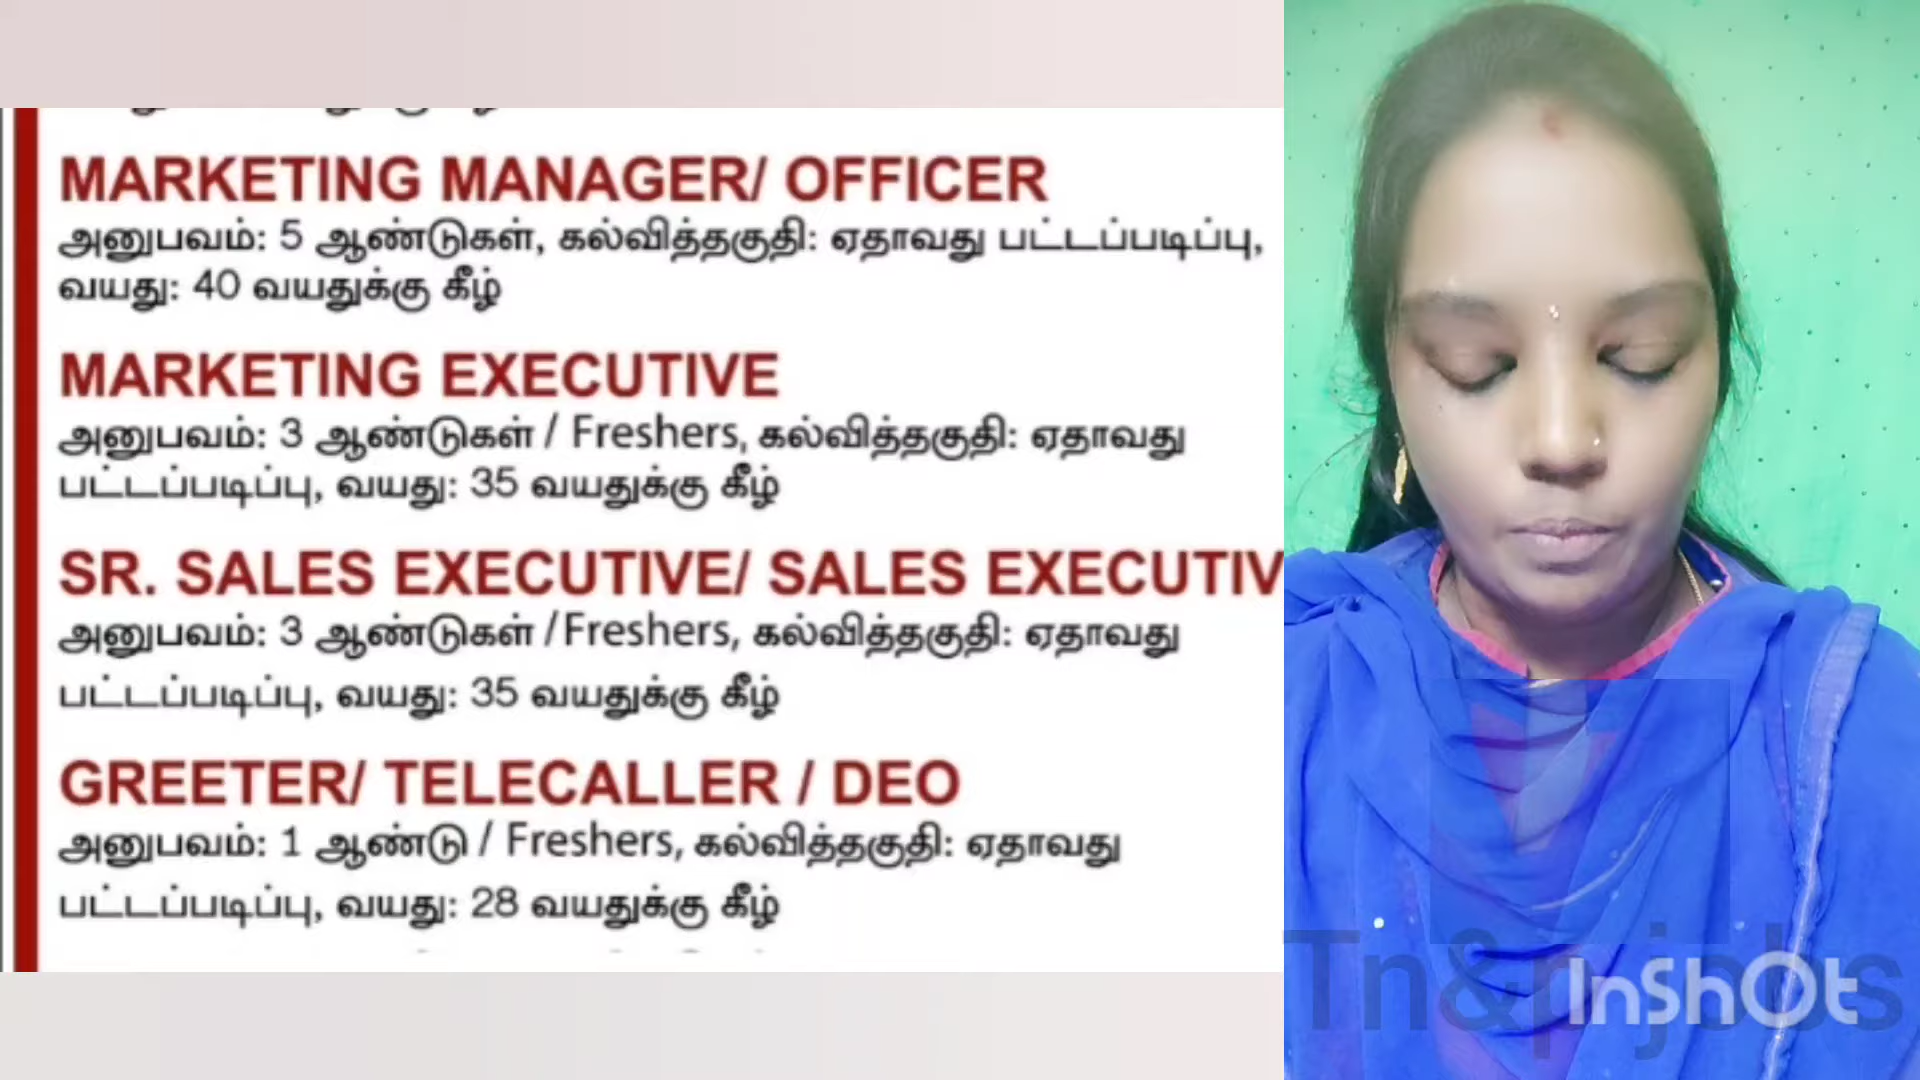 MARKETING MANAGER/ OFFICER
அனுபவம்: 5 ஆண்டுகள், கல்வித்தகுதி: ஏதாவது பட்டப்படிப்பு,
வயது: 40 வயதுக்கு கீழ்
MARKETING EXECUTIVE
அனுபவம்: 3 ஆண்டுகள் / Freshers, கல்வித்தகுதி: ஏதாவது
பட்டப்படிப்பு, வயது: 35 வயதுக்கு கீழ்
SR. SALES EXECUTIVE/ SALES EXECUTIV
அனுபவம்: 3 ஆண்டுகள் /Freshers, கல்வித்தகுதி: ஏதாவது
பட்டப்படிப்பு, வயது: 35 வயதுக்கு கீழ்
GREETER/ TELECALLER / DEO
அனுபவம்: 1 ஆண்டு / Freshers, கல்வித்தகுதி: ஏதாவது
பட்டப்படிப்பு, வயது: 28 வயதுக்கு கீழ்
InShOt